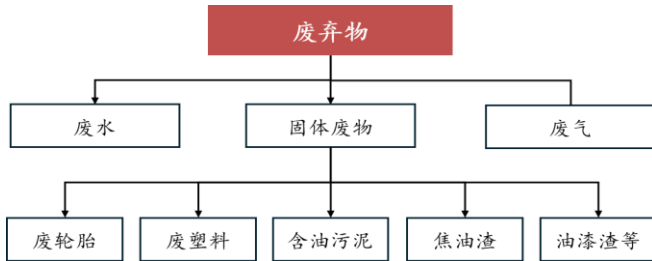 废弃物
废水
固体废物
废气
废轮胎
废塑料
含油污泥
焦油渣
油漆渣等